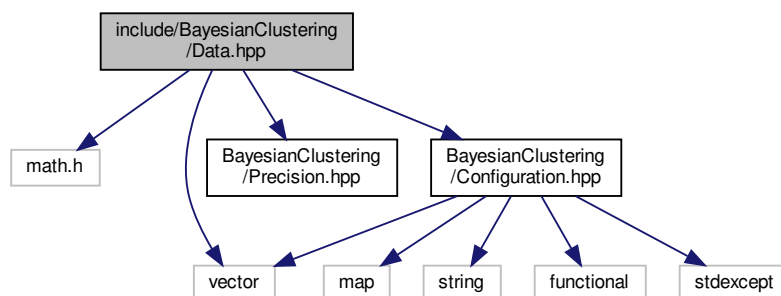 include/BayesianClustering
/Data.hpp
math.h
BayesianClustering
/Precision.hpp
BayesianClustering
/Configuration.hpp
vector
map
string
functional
stdexcept